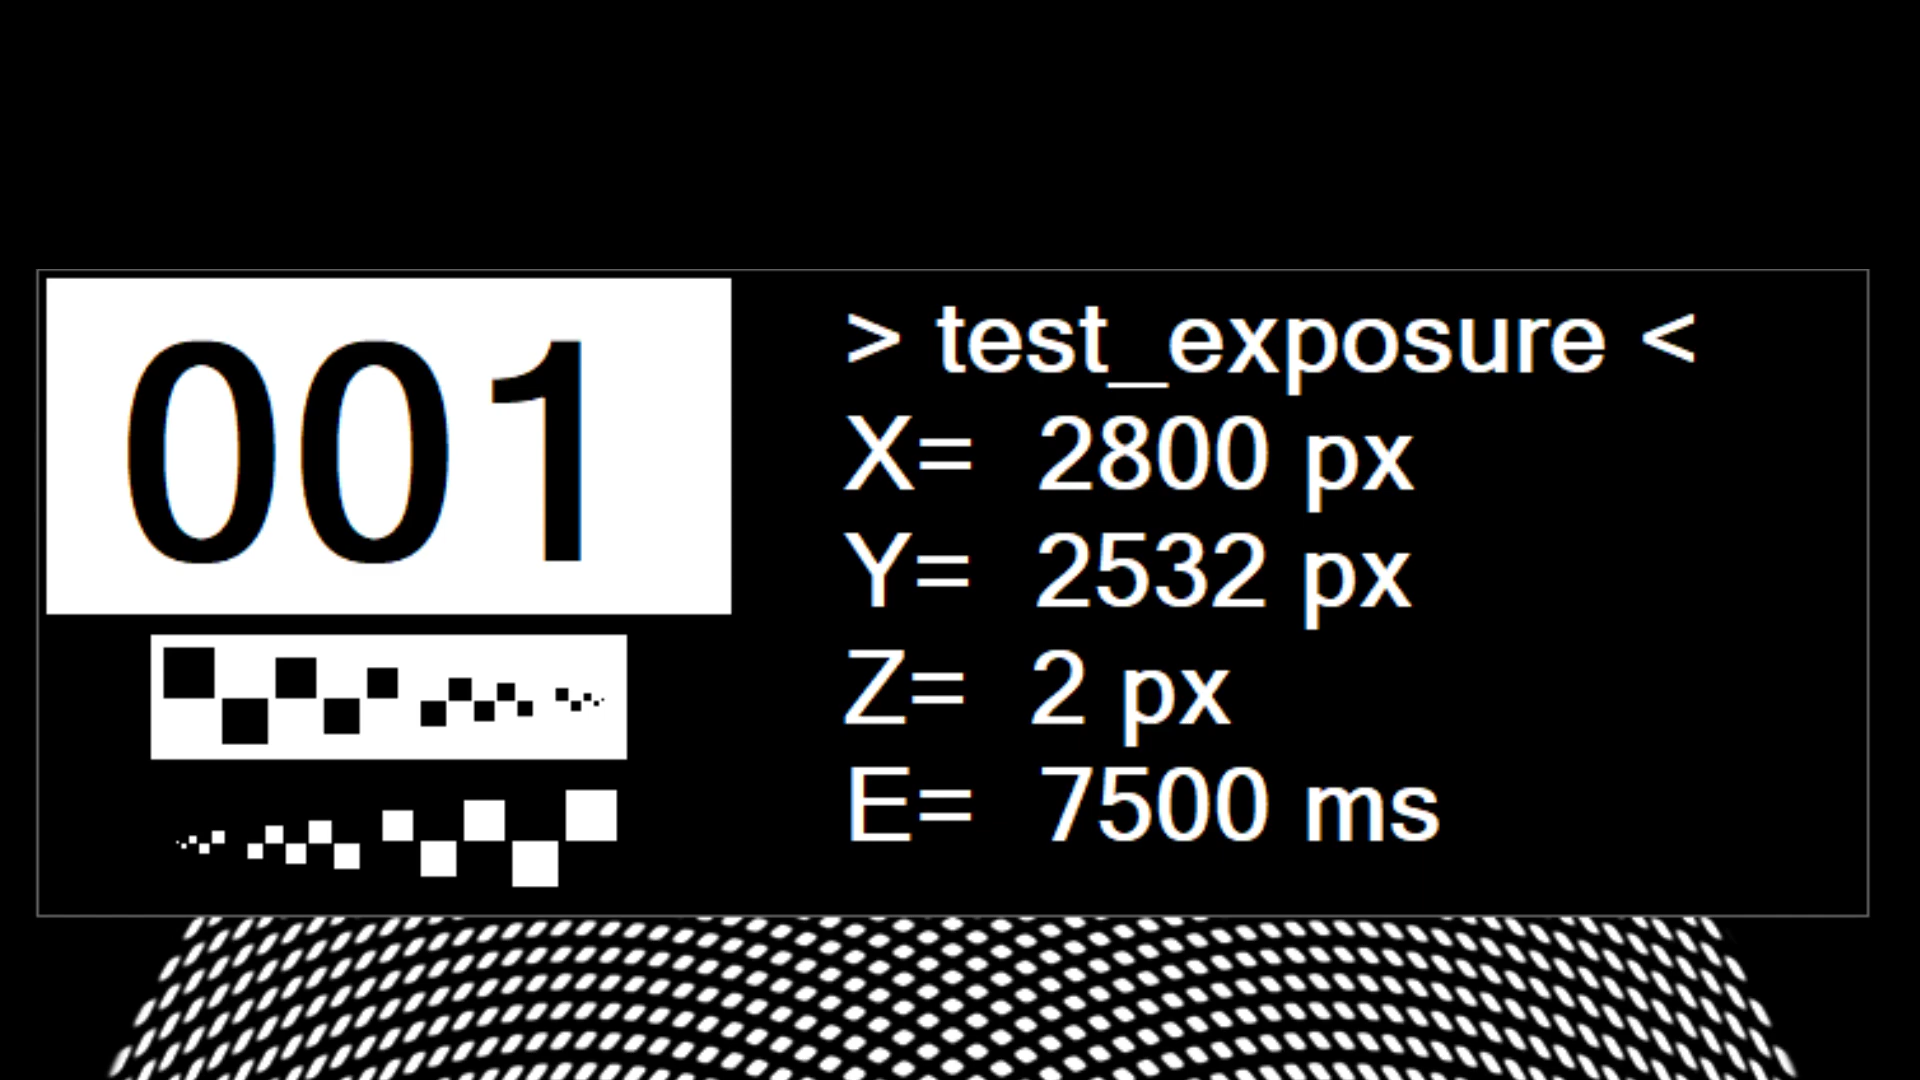 001
> test_exposure <
X= 2800 px
Y= 2532 px
Z= 2 px
E= 7500 ms